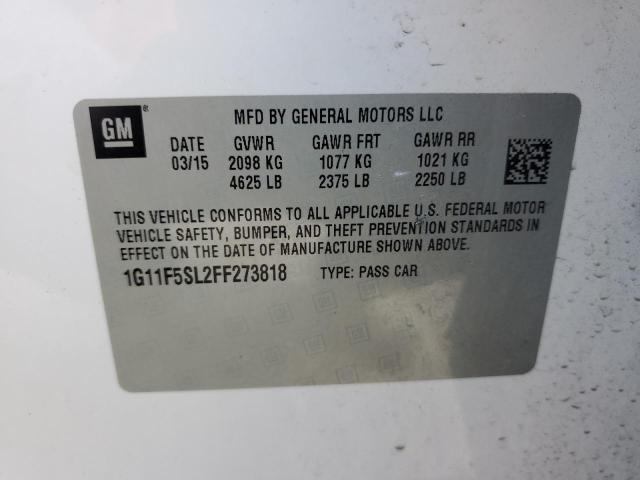 GM® MFD BY GENERAL MOTORS LLC
DATE GVWR GAWR FRT GAWR RR
03/15 2098 KG 1077 KG 1021 KG
4625 LB 2375 LB 2250 LB
THIS VEHICLE CONFORMS TO ALL APPLICABLE U.S. FEDERAL MOTOR
VEHICLE SAFETY, BUMPER, AND THEFT PREVENTION STANDARDS IN
EFFECT ON THE DATE OF MANUFACTURE SHOWN ABOVE.
1G11F5SL2FF273818 TYPE: PASS CAR